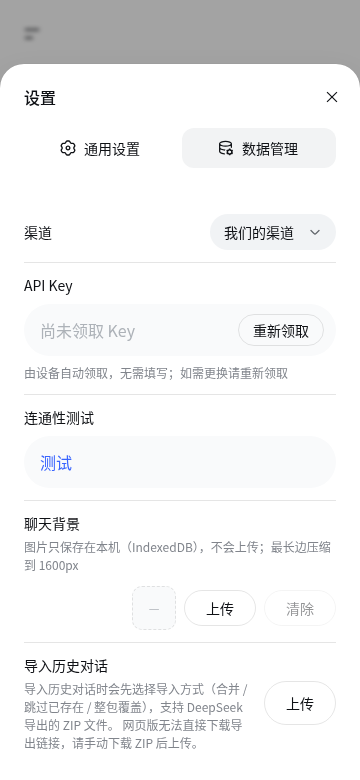 设置
通用设置
数据管理
渠道
我们的渠道
API Key
尚未领取 Key
重新领取
由设备自动领取，无需填写；如需更换请重新领取
连通性测试
测试
聊天背景
图片只保存在本机（IndexedDB），不会上传；最长边压缩
到 1600px
—
上传
清除
导入历史对话
导入历史对话时会先选择导入方式（合并 /
跳过已存在 / 整包覆盖），支持 DeepSeek
导出的 ZIP 文件。 网页版无法直接下载导
出链接，请手动下载 ZIP 后上传。
上传